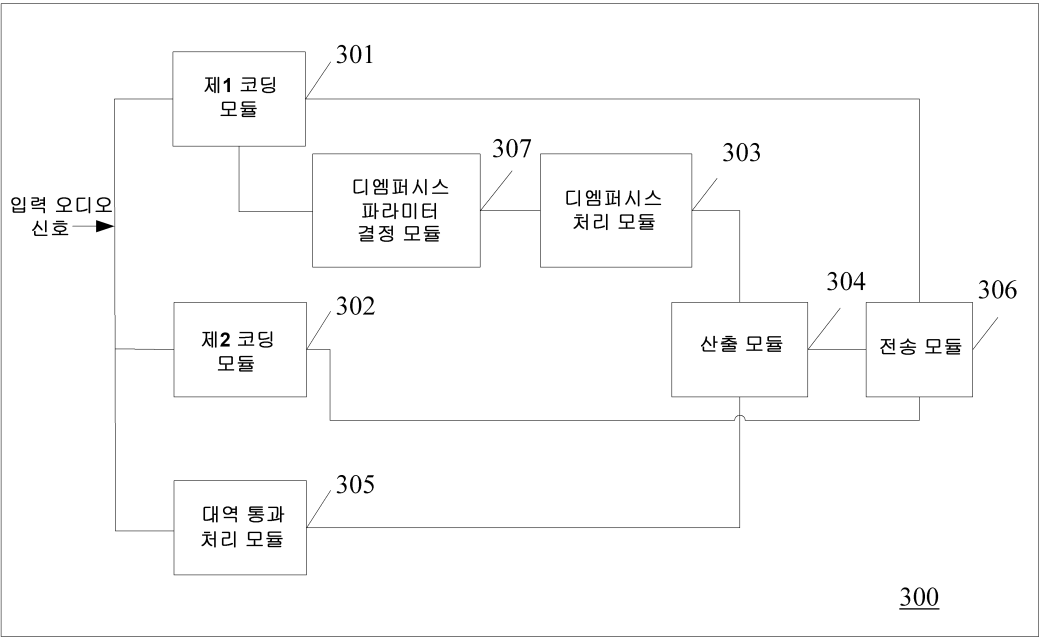 제1 코딩
모듈
301
디엠퍼시스
파라미터
결정 모듈
307
디엠퍼시스
처리 모듈
303
입력 오디오
신호
제2 코딩
모듈
302
산출 모듈
304
전송 모듈
306
대역 통과
처리 모듈
305
300